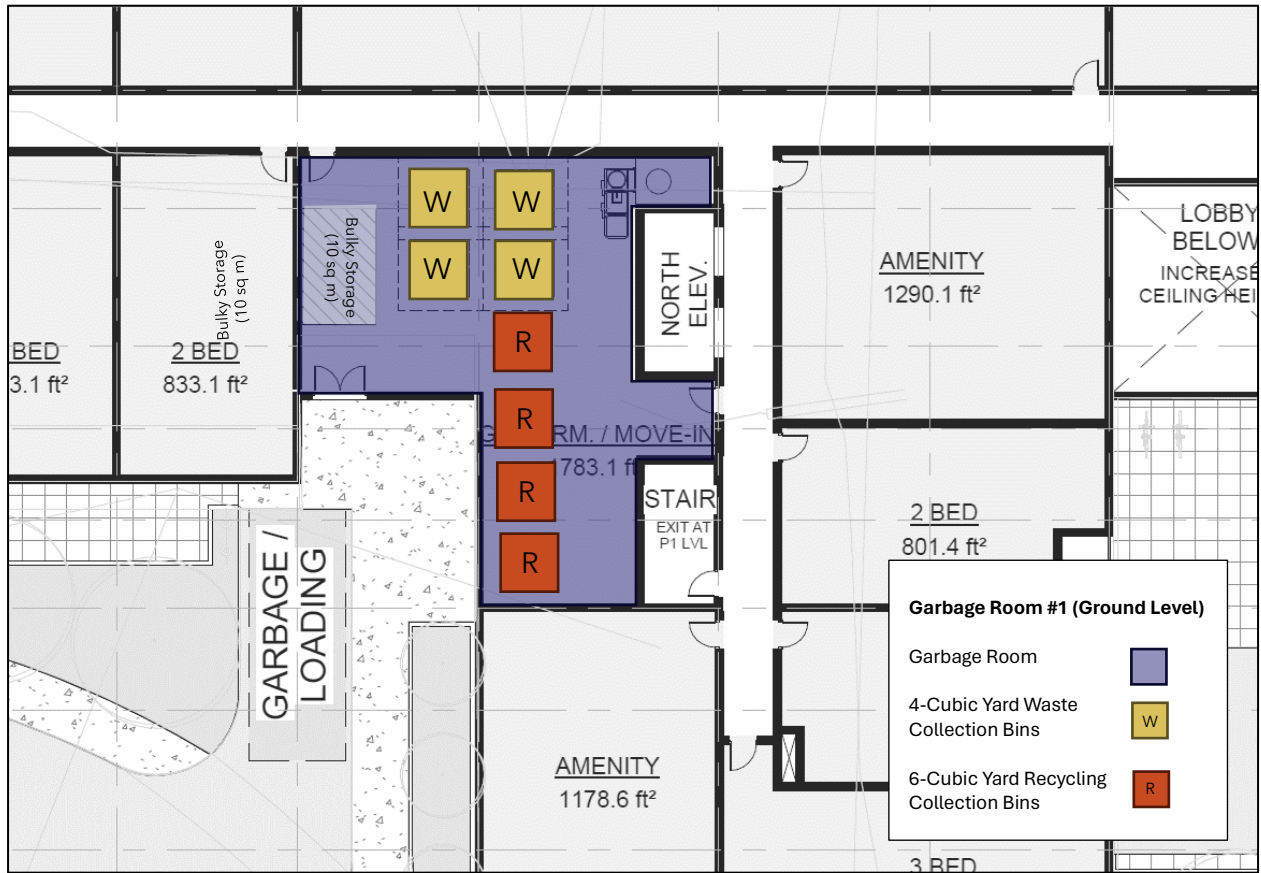 W
W
W
W
R
R
R
R
Bulky Storage
(10 sq m)
Bulky Storage
(10 sq m)
NORTH
ELEV.
AMENITY
1290.1 ft²
LOBBY
BELOW
INCREASE
CEILING HEI
BED
3.1 ft²
2 BED
833.1 ft²
RM. / MOVE-IN
1783.1 ft
STAIR
EXIT AT
P1 LVL
2 BED
801.4 ft²
GARBAGE /
LOADING
AMENITY
1178.6 ft²
Garbage Room #1 (Ground Level)
Garbage Room
4-Cubic Yard Waste
Collection Bins
W
6-Cubic Yard Recycling
Collection Bins
R
3 BED